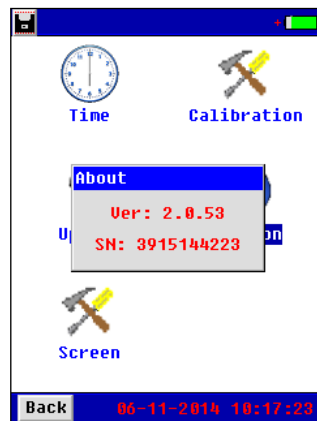 Time
Calibration
About
Ver: 2.0.53
SN: 3915144223
Screen
Back
06-11-2014 10:17:23